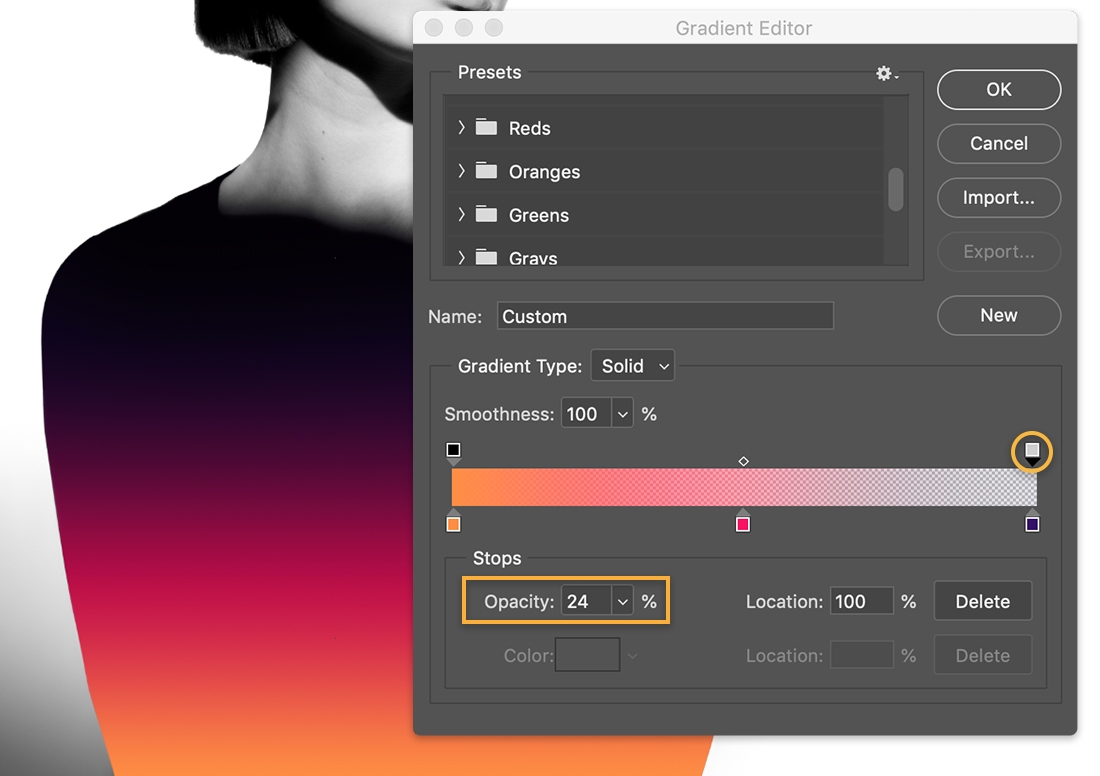 Gradient Editor
Presets
Reds
Oranges
Greens
Grays
OK
Cancel
Import...
Export...
New
Name: Custom
Gradient Type: Solid
Smoothness: 100 %
Stops
Opacity: 24 % Location: 100 % Delete
Color: Location: % Delete